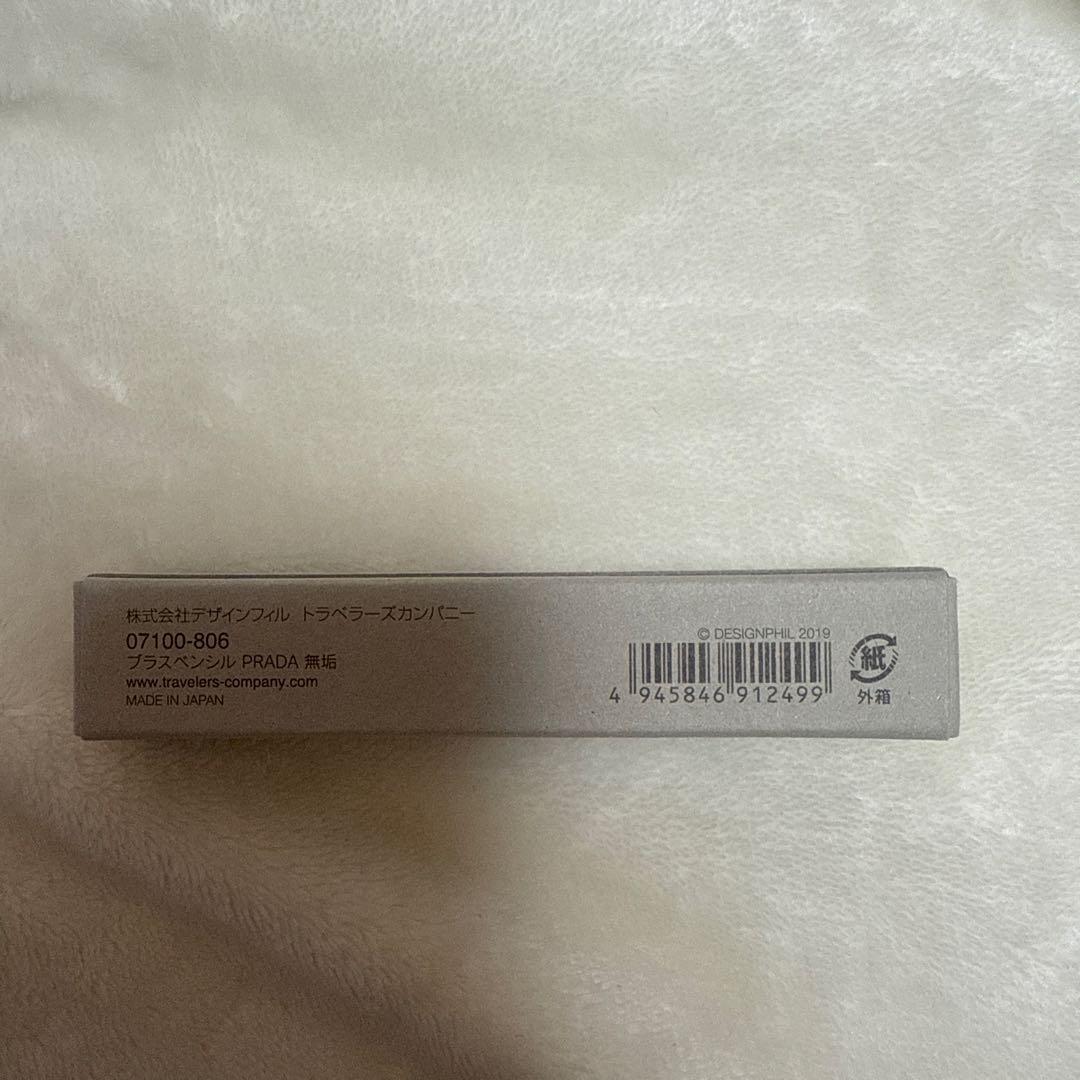 株式会社デザインフィル トラベラーズカンパニー
07100-806
ブラスペンシル PRADA 無垢
www.travelers-company.com
MADE IN JAPAN
© DESIGNPHIL 2019
4 945846 912499
紙
外箱